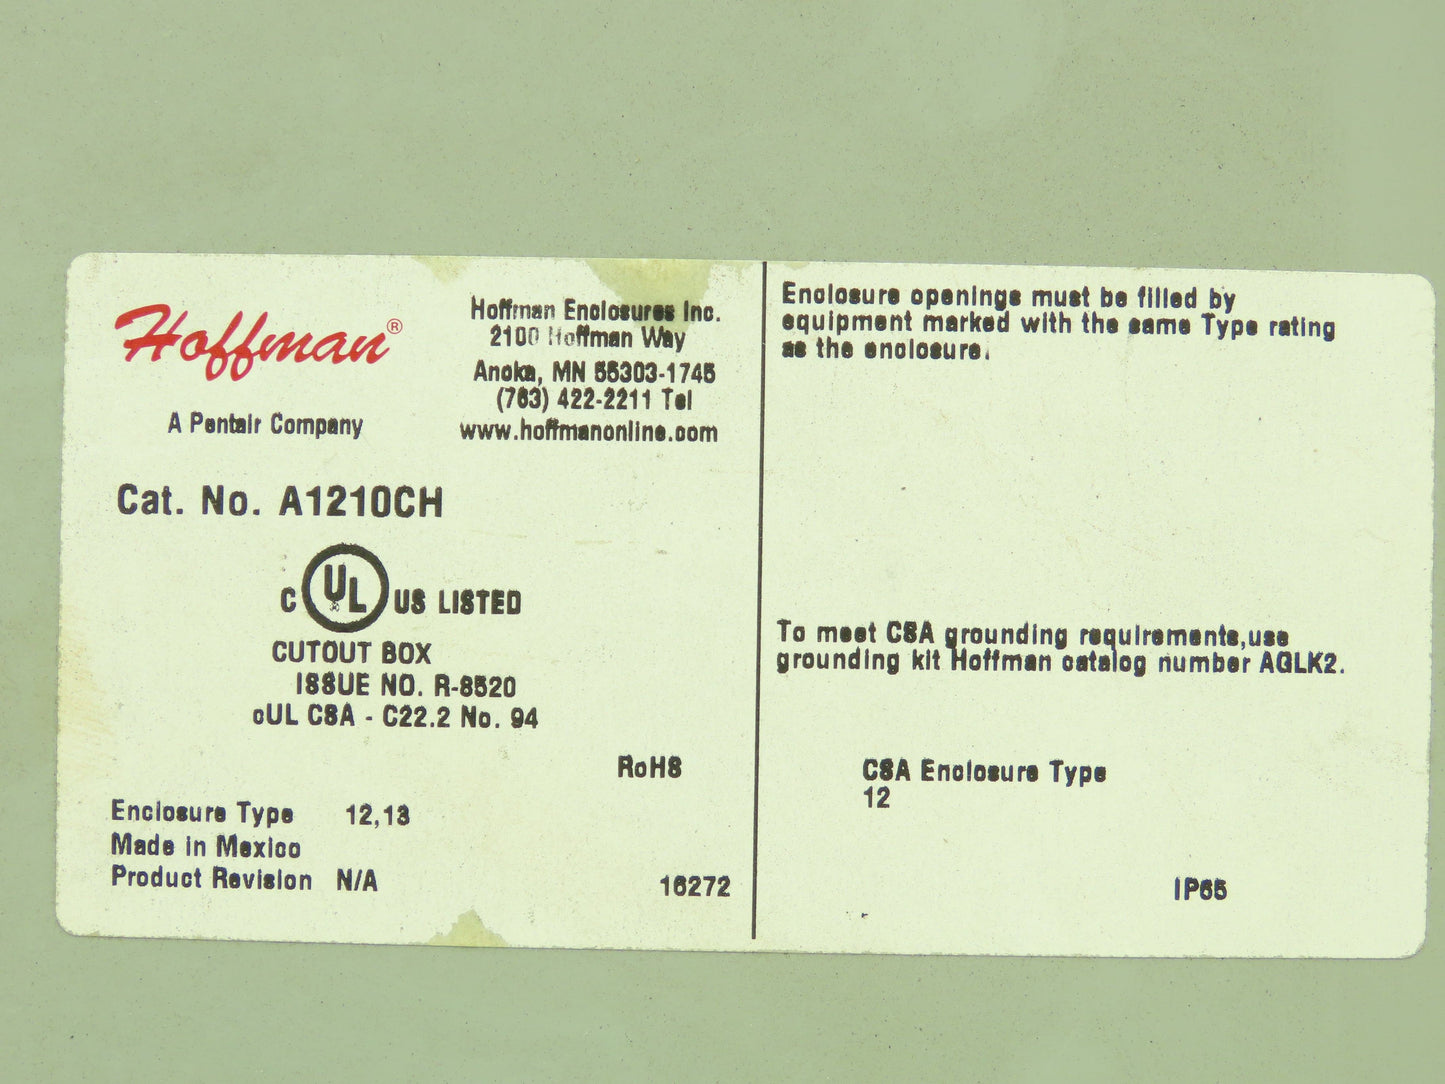 Hoffman®
A Pentair Company
Hoffman Enclosures Inc.
2100 Hoffman Way
Anoka, MN 55303-1745
(763) 422-2211 Tel
www.hoffmanonline.com
Cat. No. A1210CH
C UL US LISTED
CUTOUT BOX
ISSUE NO. R-8520
cUL CSA - C22.2 No. 94
RoHS
Enclosure Type 12,13
Made in Mexico
Product Revision N/A
16272
Enclosure openings must be filled by
equipment marked with the same Type rating
as the enclosure.
To meet CSA grounding requirements,use
grounding kit Hoffman catalog number AGLK2.
CSA Enclosure Type
12
IP65